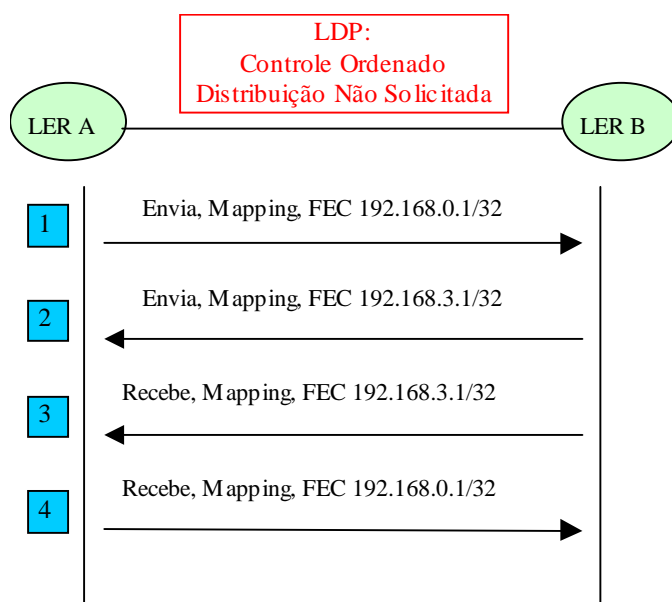 LDP:
Controle Ordenado
Distribuição Não Solicitada
LER A
LER B
1
Envia, Mapping, FEC 192.168.0.1/32
2
Envia, Mapping, FEC 192.168.3.1/32
3
Recebe, Mapping, FEC 192.168.3.1/32
4
Recebe, Mapping, FEC 192.168.0.1/32